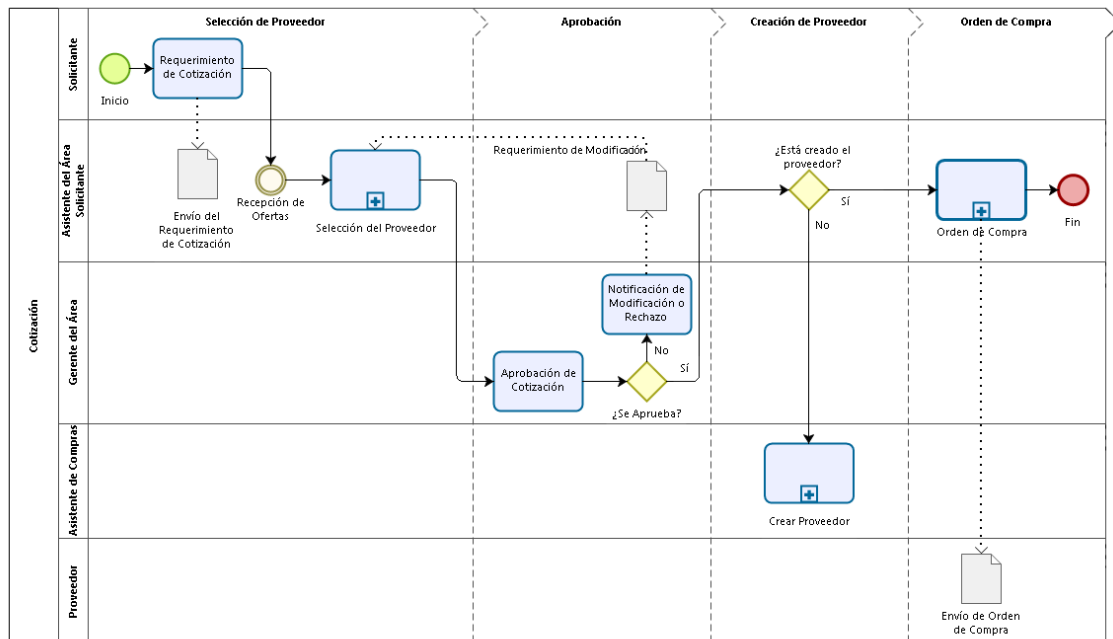 Selección de Proveedor
Aprobación
Creación de Proveedor
Orden de Compra
Cotización
Solicitante
Inicio
Requerimiento
de Cotización
Asistente del Área
Solicitante
Envío del
Requerimiento
de Cotización
Recepción de
Ofertas
Selección del Proveedor
Requerimiento de Modificación
¿Está creado el
proveedor?
Sí
No
Orden de Compra
Fin
Gerente del Área
Notificación de
Modificación o
Rechazo
No
Aprobación de
Cotización
Sí
¿Se Aprueba?
Asistente de Compras
Crear Proveedor
Proveedor
Envío de Orden
de Compra